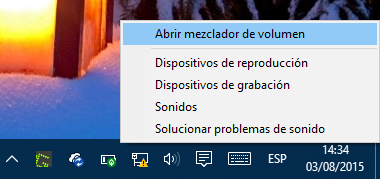 Abrir mezclador de volumen
Dispositivos de reproducción
Dispositivos de grabación
Sonidos
Solucionar problemas de sonido
ESP
14:34
03/08/2015